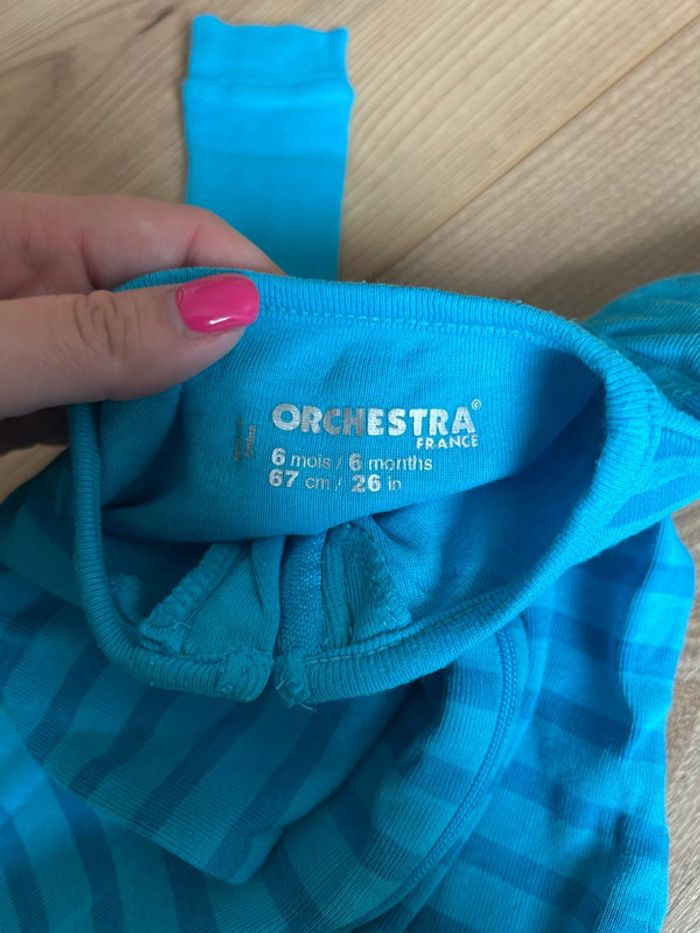 ORCHESTRA©
FRANCE
6 mois / 6 months
67 cm / 26 in